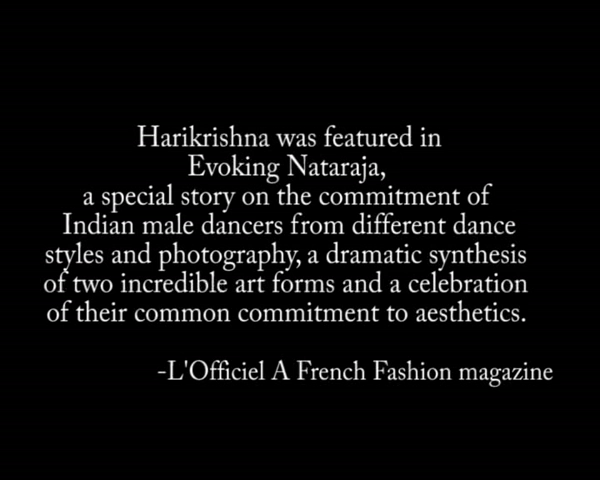 Harikrishna was featured in
Evoking Nataraja,
a special story on the commitment of
Indian male dancers from different dance
styles and photography, a dramatic synthesis
of two incredible art forms and a celebration
of their common commitment to aesthetics.
-L'Officiel A French Fashion magazine